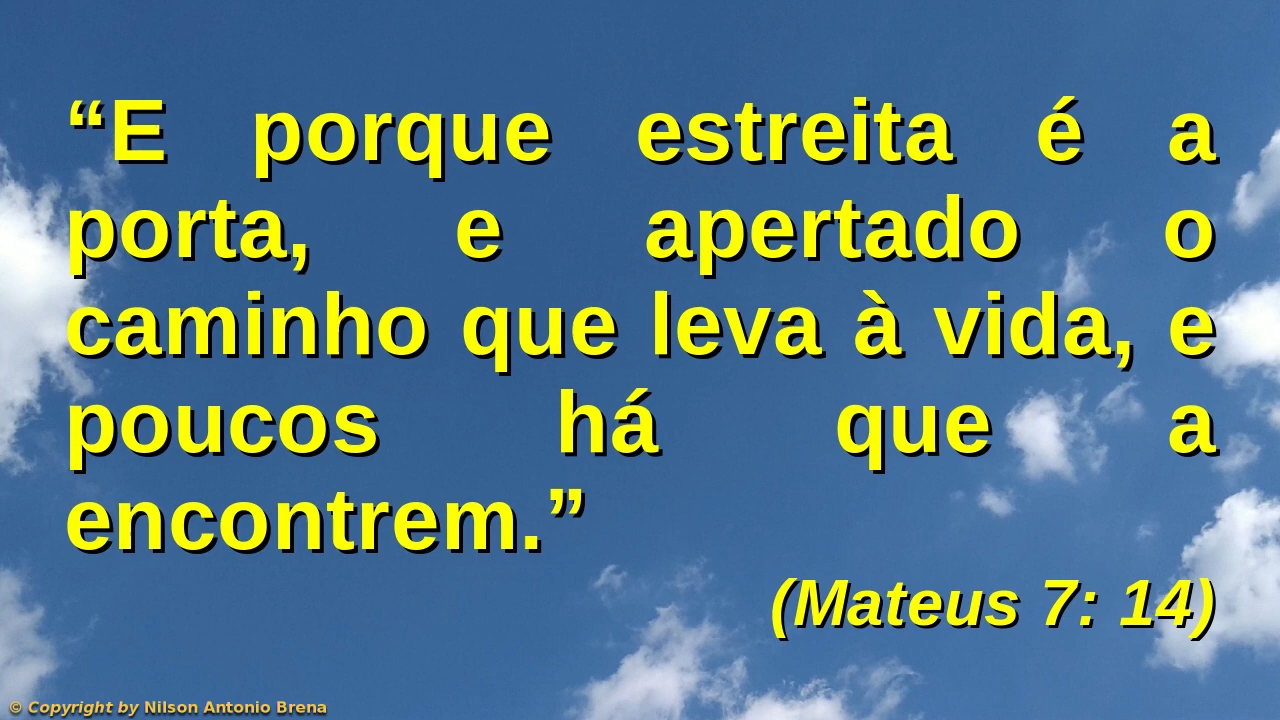 “E porque estreita é a
porta, e apertado o
caminho que leva à vida, e
poucos há que a
encontrem.”
(Mateus 7: 14)
© Copyright by Nilson Antonio Brena